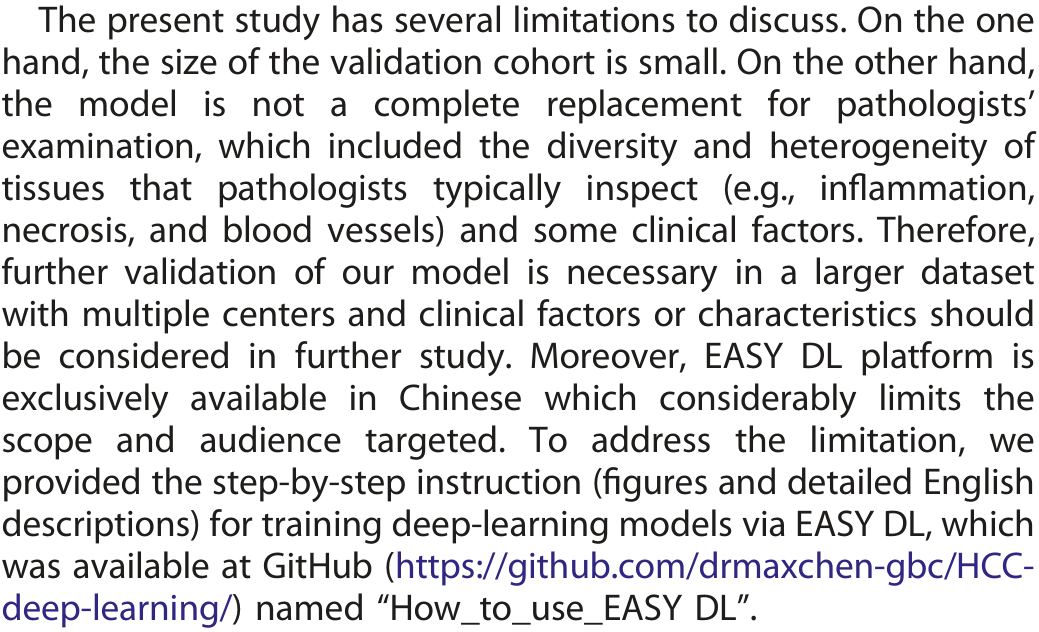 The present study has several limitations to discuss. On the one
hand, the size of the validation cohort is small. On the other hand,
the model is not a complete replacement for pathologists’
examination, which included the diversity and heterogeneity of
tissues that pathologists typically inspect (e.g., inflammation,
necrosis, and blood vessels) and some clinical factors. Therefore,
further validation of our model is necessary in a larger dataset
with multiple centers and clinical factors or characteristics should
be considered in further study. Moreover, EASY DL platform is
exclusively available in Chinese which considerably limits the
scope and audience targeted. To address the limitation, we
provided the step-by-step instruction (figures and detailed English
descriptions) for training deep-learning models via EASY DL, which
was available at GitHub (https://github.com/drmaxchen-gbc/HCC-
deep-learning/) named “How_to_use_EASY DL”.